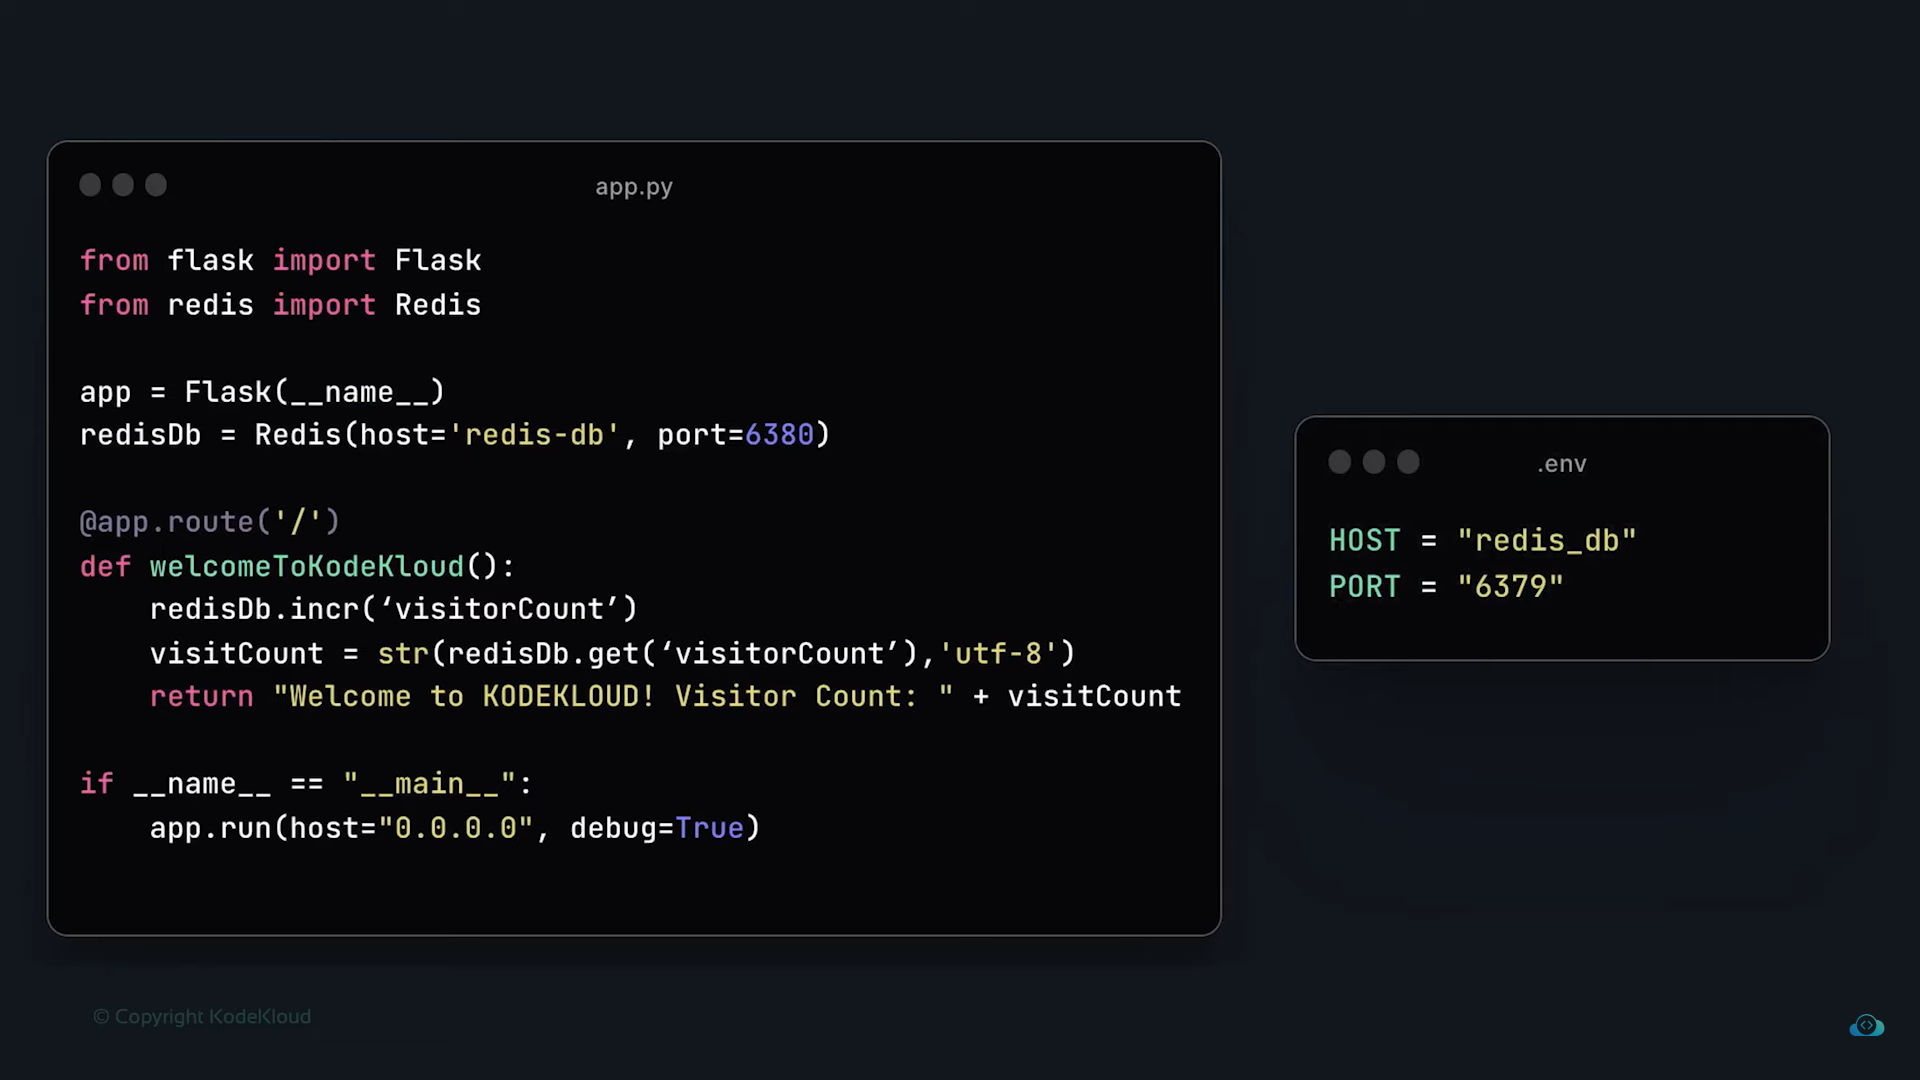 app.py
from flask import Flask
from redis import Redis
app = Flask(__name__)
redisDb = Redis(host='redis-db', port=6380)
@app.route('/')
def welcomeToKodeKloud():
    redisDb.incr(‘visitorCount’)
    visitCount = str(redisDb.get(‘visitorCount’),'utf-8')
    return "Welcome to KODEKLOUD! Visitor Count: " + visitCount
if __name__ == "__main__":
    app.run(host="0.0.0.0", debug=True)
.env
HOST = "redis_db"
PORT = "6379"
© Copyright KodeKloud